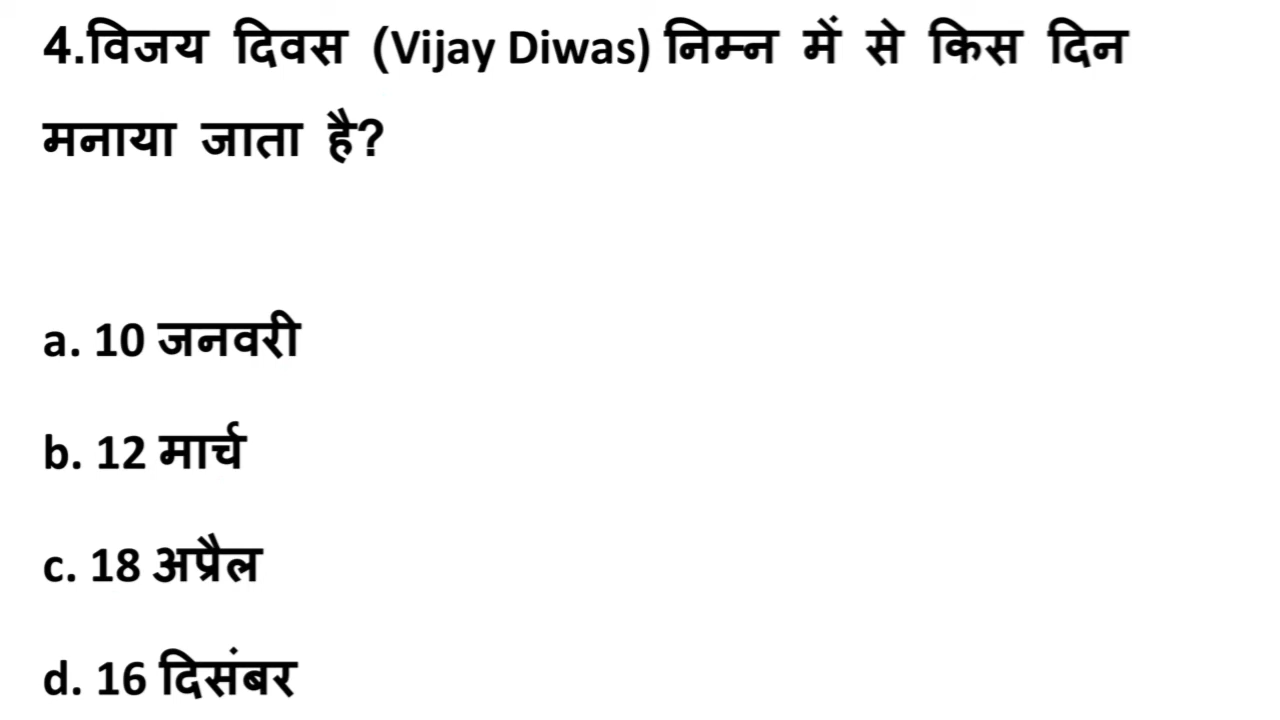 4.विजय दिवस (Vijay Diwas) निम्न में से किस दिन
मनाया जाता है?
a. 10 जनवरी
b. 12 मार्च
c. 18 अप्रैल
d. 16 दिसंबर